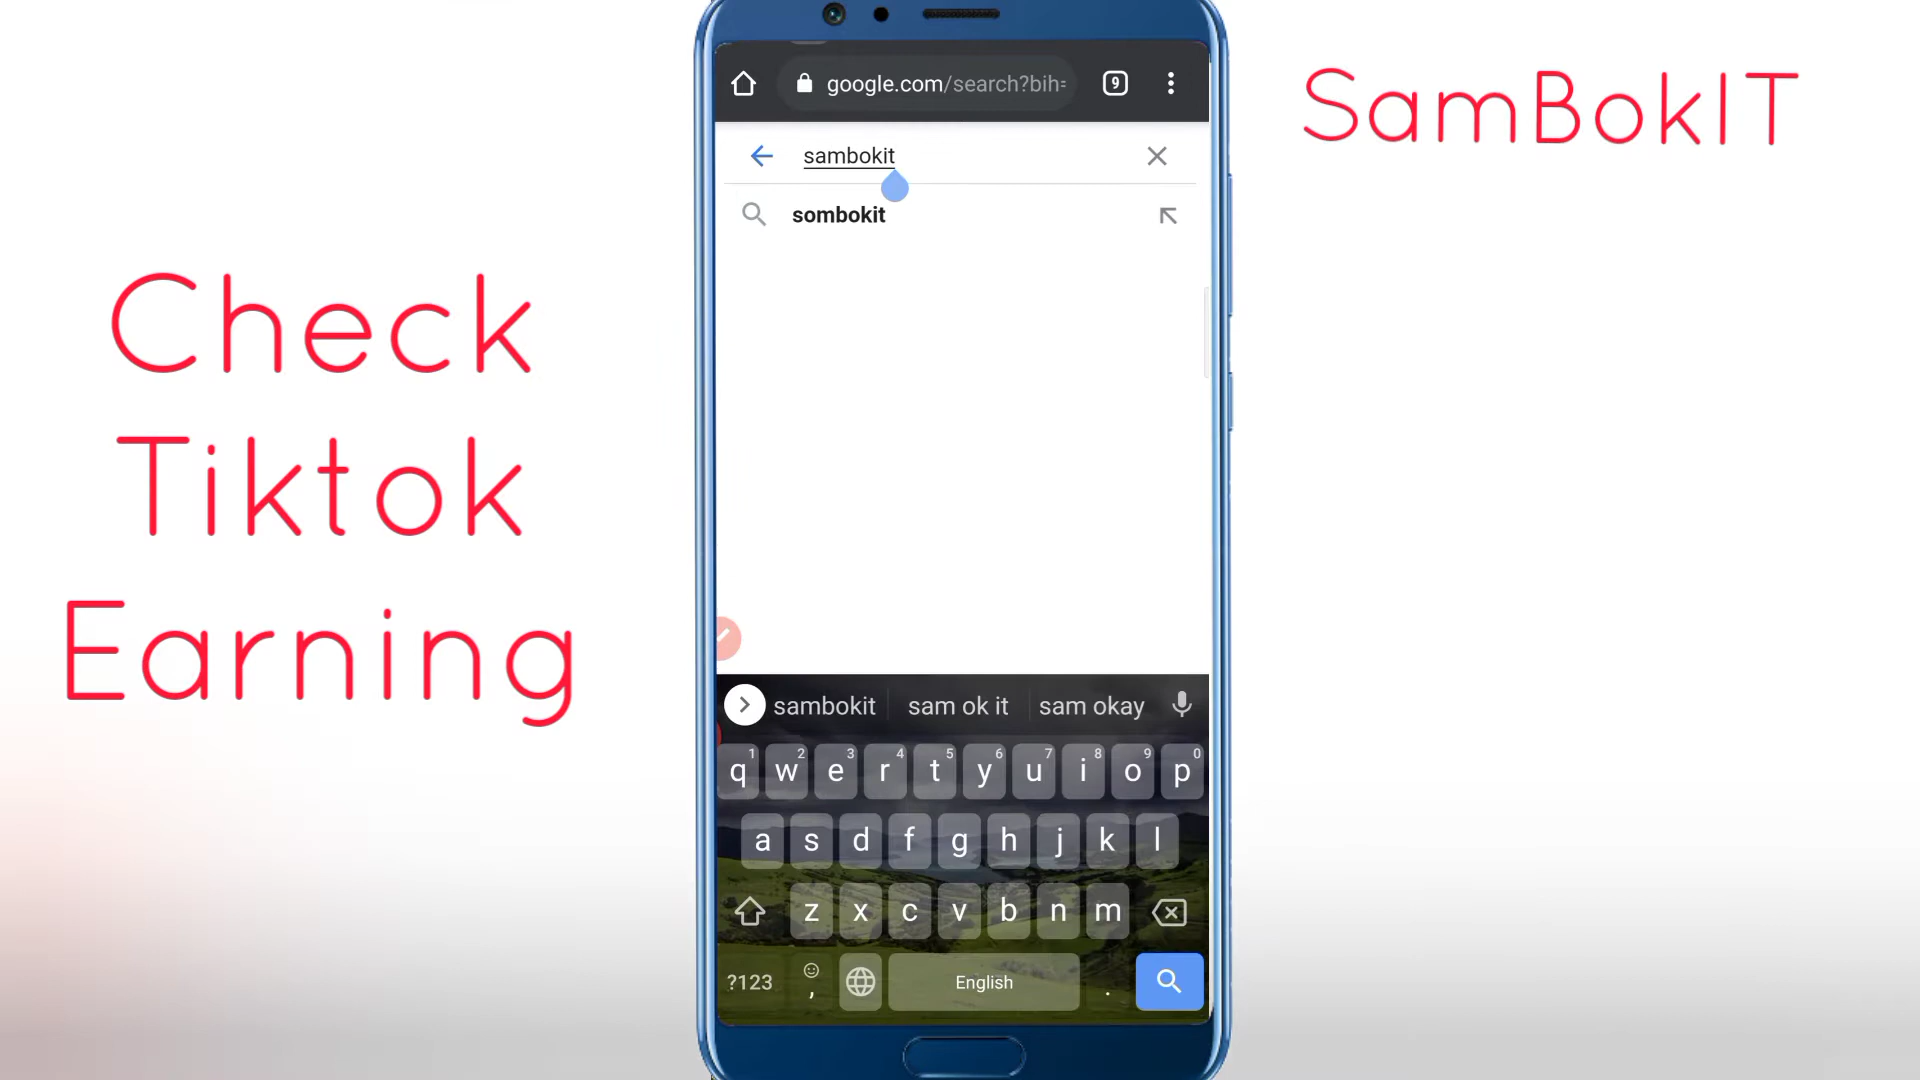 SamBokIT
Check
Tiktok
Earning
google.com/search?bih=
9
sambokit
sombokit
sambokit sam ok it sam okay
1 2 3 4 5 6 7 8 9 0
q w e r t y u i o p
a s d f g h j k l
z x c v b n m
?123 , English .